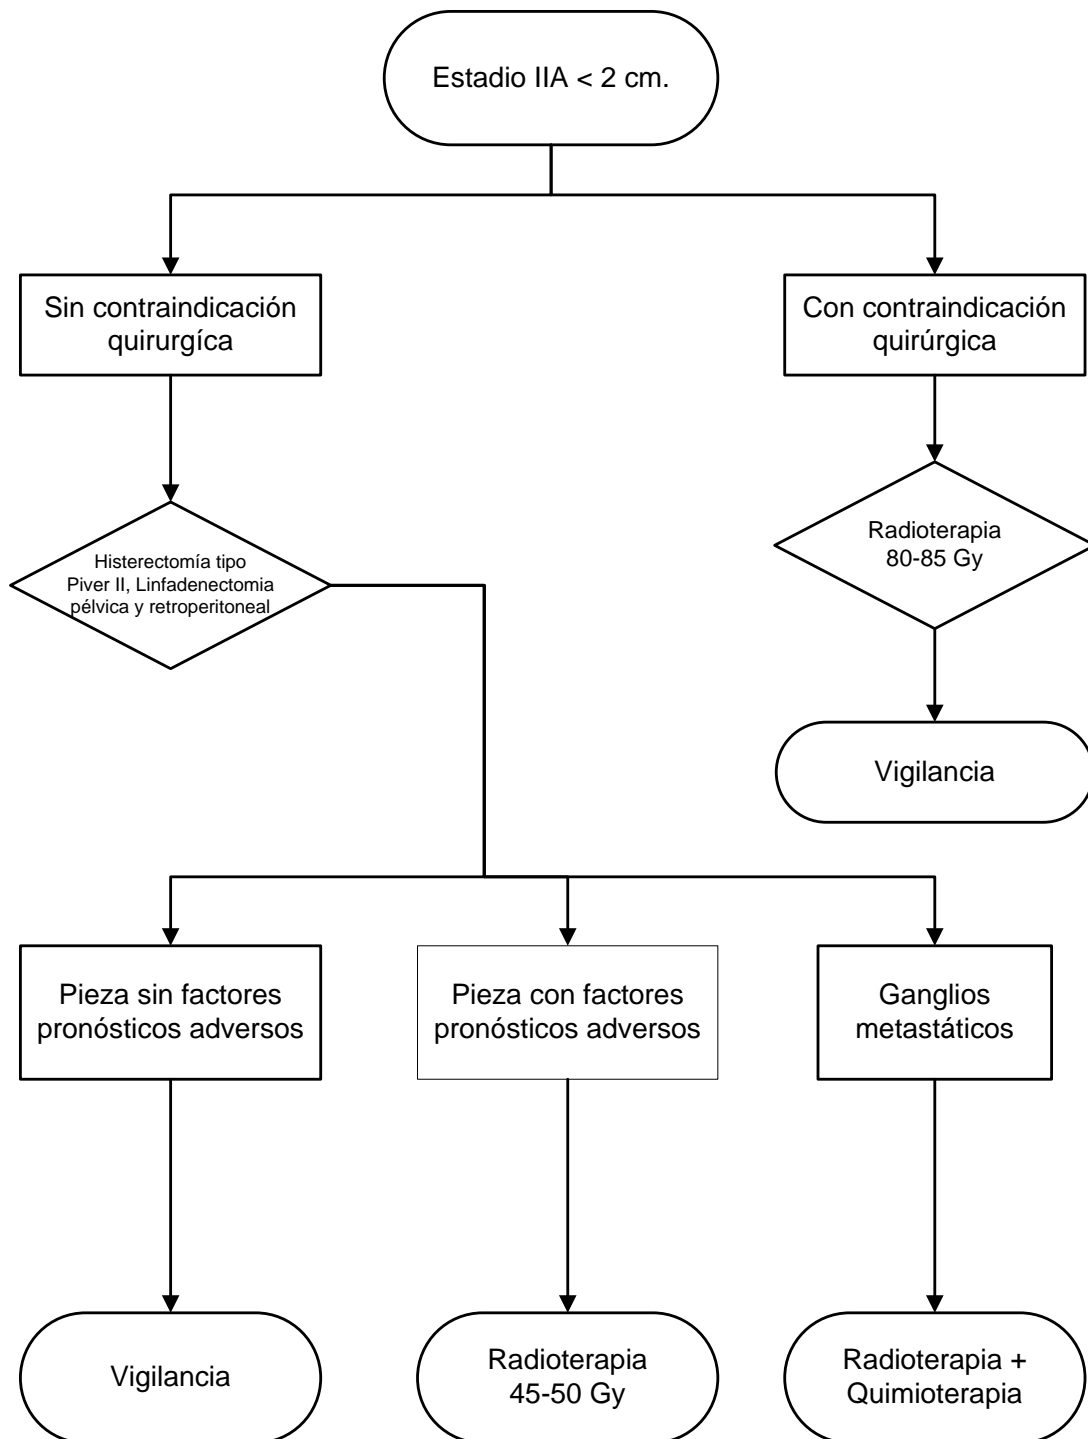 Estadio IIA < 2 cm.
Sin contraindicación
quirurgíca
Con contraindicación
quirúrgica
Histerectomía tipo
Piver II, Linfadenectomia
pélvica y retroperitoneal
Radioterapia
80-85 Gy
Vigilancia
Pieza sin factores
pronósticos adversos
Pieza con factores
pronósticos adversos
Ganglios
metastáticos
Vigilancia
Radioterapia
45-50 Gy
Radioterapia +
Quimioterapia